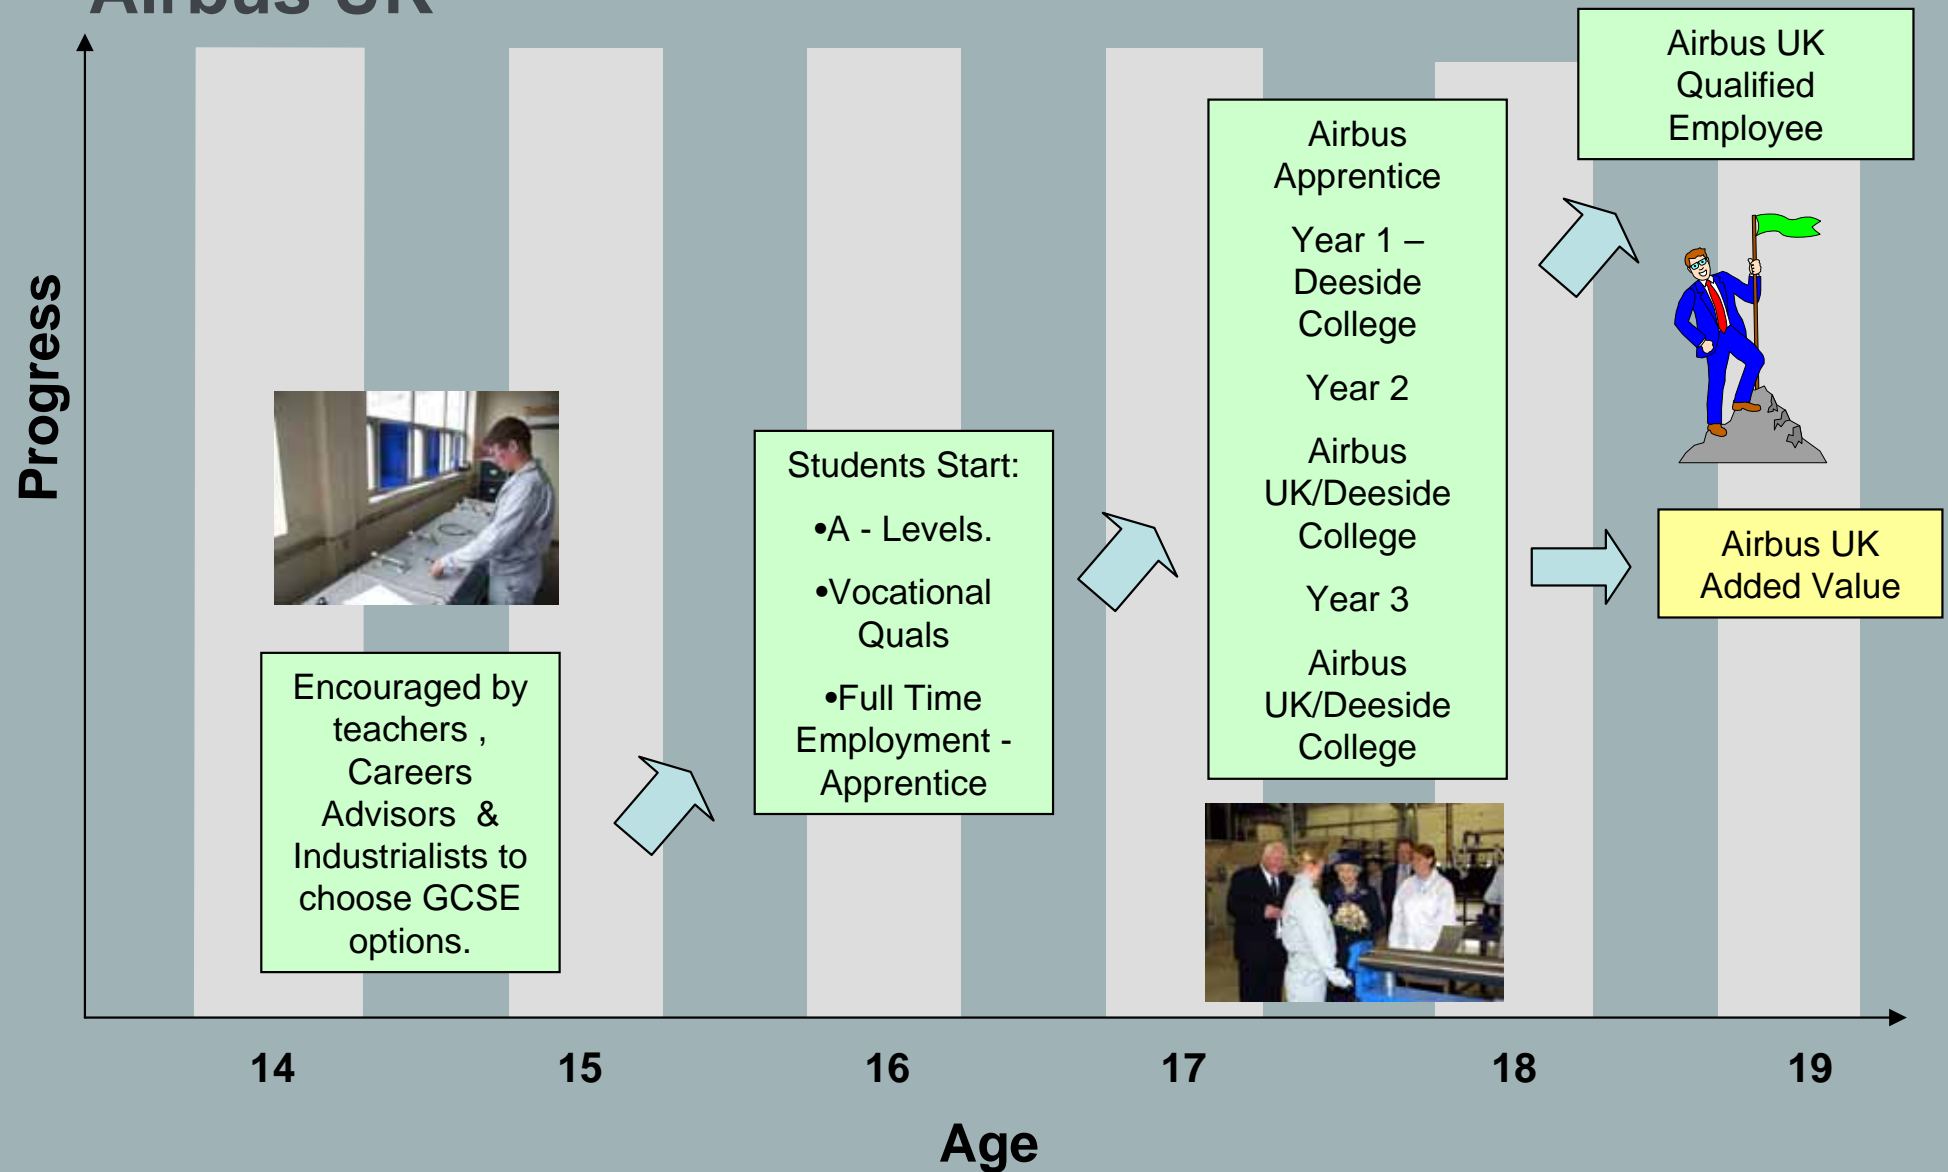 Airbus UK
Airbus UK
Qualified
Employee
Airbus
Apprentice
Year 1 –
Deeside
College
Year 2
Airbus
UK/Deeside
College
Year 3
Airbus
UK/Deeside
College
Progress
Students Start:
•A - Levels.
•Vocational
Quals
•Full Time
Employment -
Apprentice
Airbus UK
Added Value
Encouraged by
teachers ,
Careers
Advisors  &
Industrialists to
choose GCSE
options.
14 15 16 17 18 19
Age